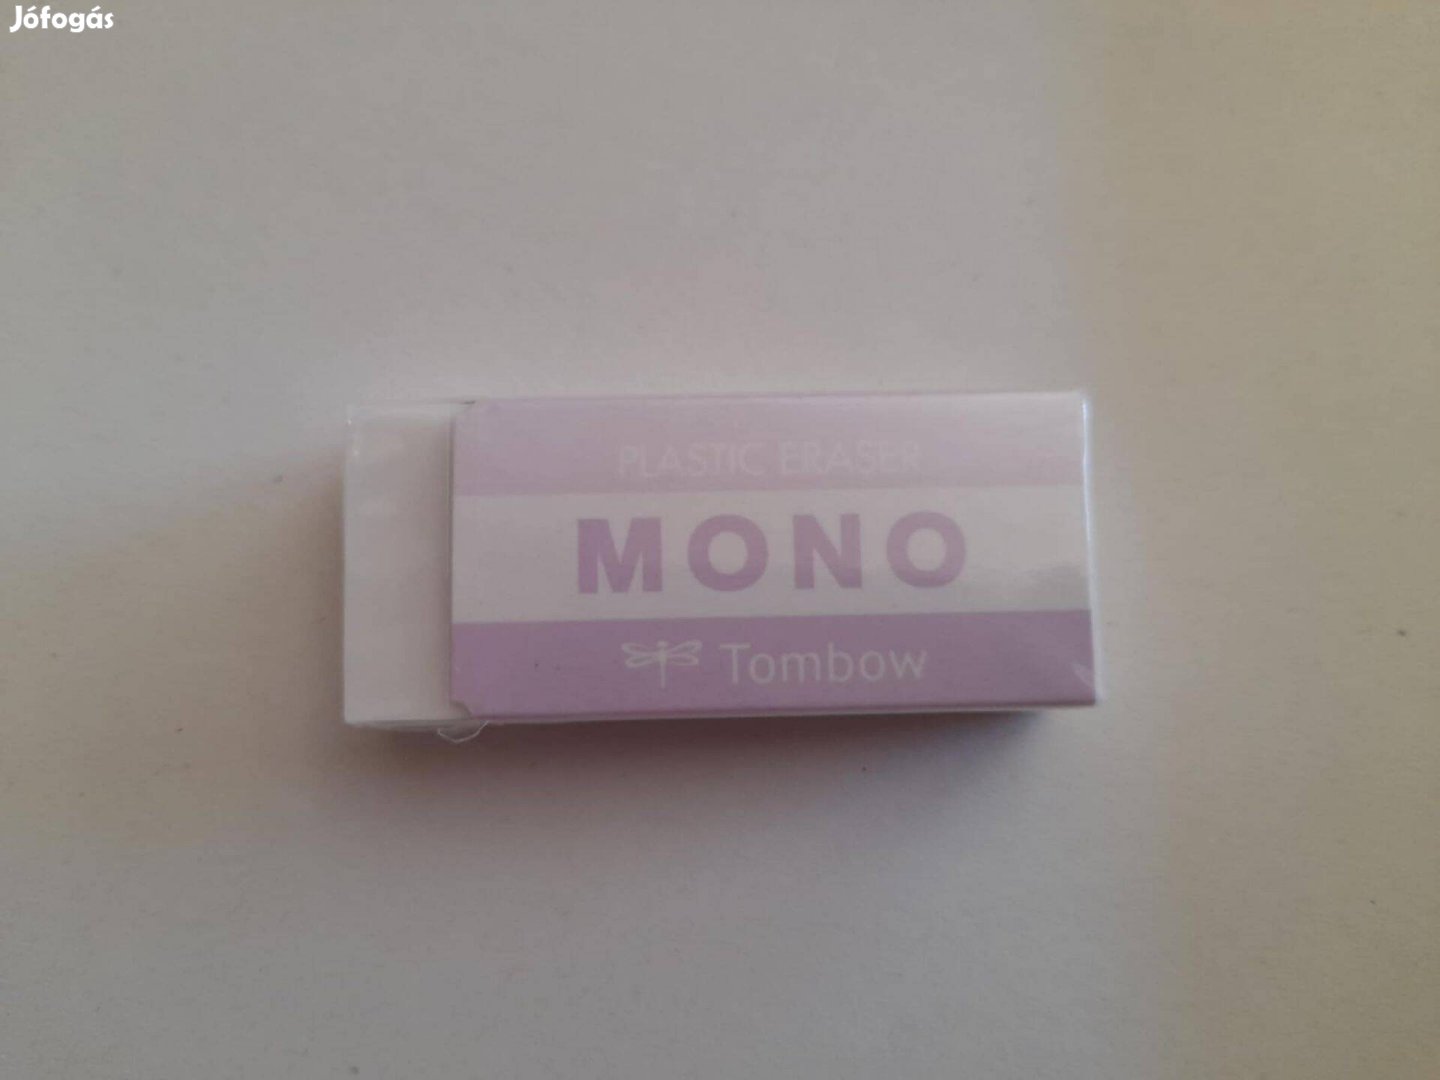 Jófogás
PLASTIC ERASER
MONO
Tombow